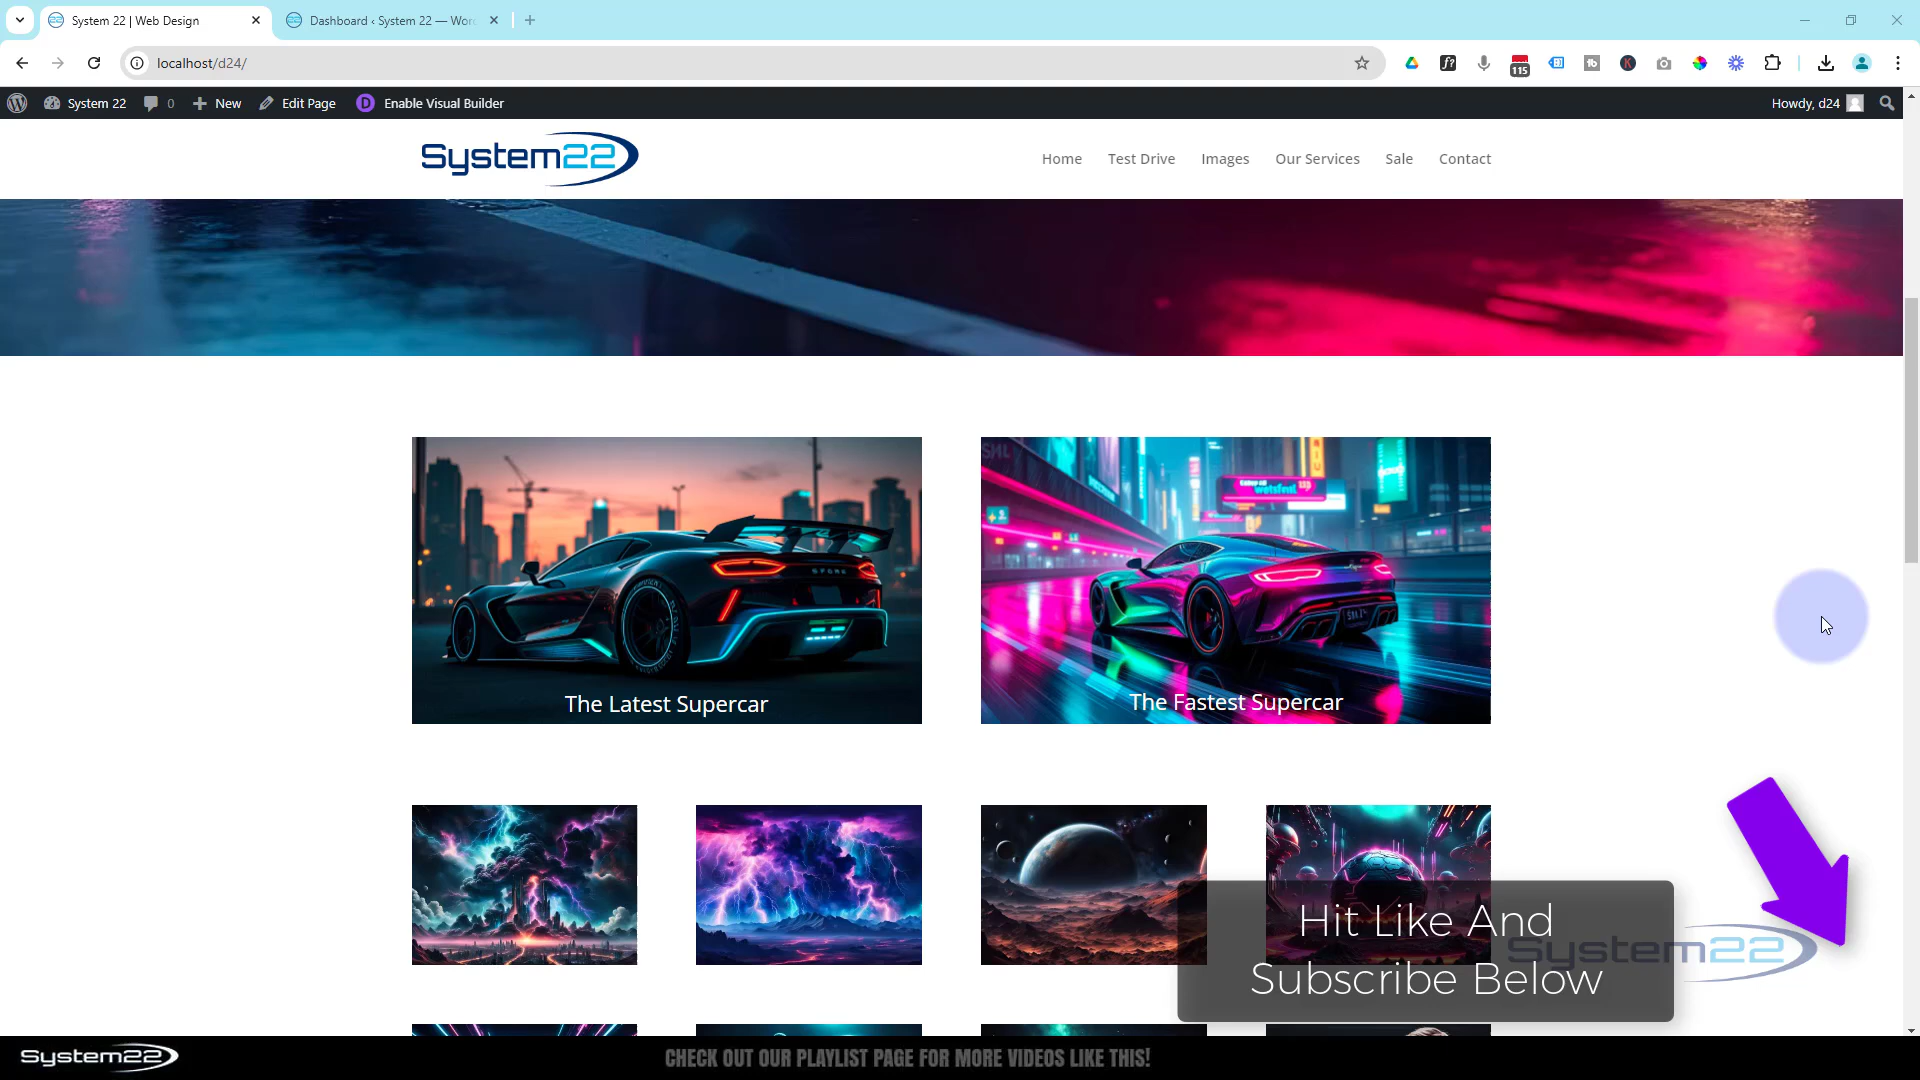 System 22 | Web Design
Dashboard ‹ System 22 — Wor
localhost/d24/
115
System 22
0
New
Edit Page
D
Enable Visual Builder
Howdy, d24
System22
Home
Test Drive
Images
Our Services
Sale
Contact
The Latest Supercar
The Fastest Supercar
Hit Like And
Subscribe Below
System22
System22
CHECK OUT OUR PLAYLIST PAGE FOR MORE VIDEOS LIKE THIS!